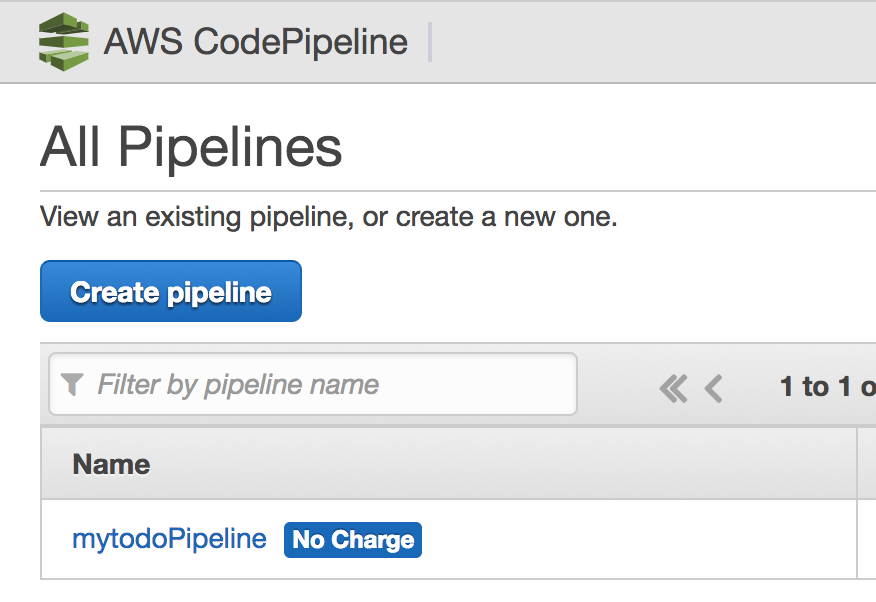 AWS CodePipeline
All Pipelines
View an existing pipeline, or create a new one.
Create pipeline
Filter by pipeline name
1 to 1 o
Name
mytodoPipeline No Charge